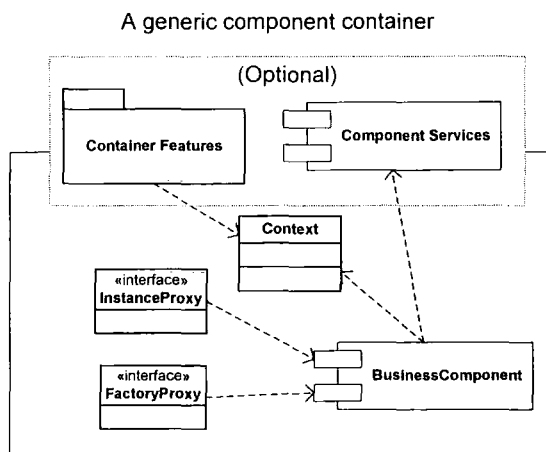 A generic component container
(Optional)
Container Features
Component Services
Context
«interface»
InstanceProxy
«interface»
FactoryProxy
BusinessComponent